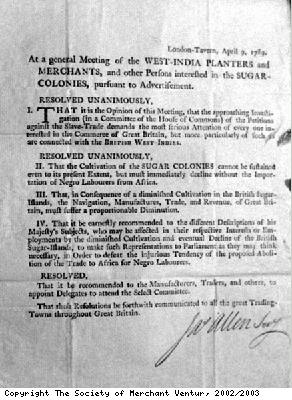 London-Tavern, April 9, 1789.
At a general Meeting of the WEST-INDIA PLANTERS and
MERCHANTS, and other Persons interested in the SUGAR-
COLONIES, pursuant to Advertisement.
RESOLVED UNANIMOUSLY,
I. THAT it is the Opinion of this Meeting, that the approaching Investi-
gation (in a Committee of the House of Commons) of the Petitions
against the Slave-Trade demands the most serious Attention of every one in-
terested in the Commerce of Great Britain, but more particularly of such as
are connected with the BRITISH WEST-INDIES.
RESOLVED UNANIMOUSLY,
II. That the Cultivation of the SUGAR COLONIES cannot be sustained
even to its present Extent, but must immediately decline without the Impor-
tation of Negro Labourers from Africa.
III. That, in Consequence of a diminished Cultivation in the British Sugar-
Islands, the Navigation, Manufactures, Trade, and Revenue, of Great Bri-
tain, must suffer a proportionable Diminution.
IV. That it be earnestly recommended to the different Descriptions of his
Majesty's Subjects, who may be affected in their respective Interests or Em-
ployments by the diminished Cultivation and eventual Decline of the British
Sugar-Islands, to make such Representations to Parliament as they may think
necessary, in Order to defeat the injurious Tendency of the proposed Aboli-
tion of the Trade to Africa for Negro Labourers.
RESOLVED,
That it be recommended to the Manufacturers, Traders, and others, to
appoint Delegates to attend the Select Committee.
That these Resolutions be forthwith communicated to all the great Trading-
Towns throughout Great Britain.
Jas Allen Secy
Copyright The Society of Merchant Ventur, 2002/2003